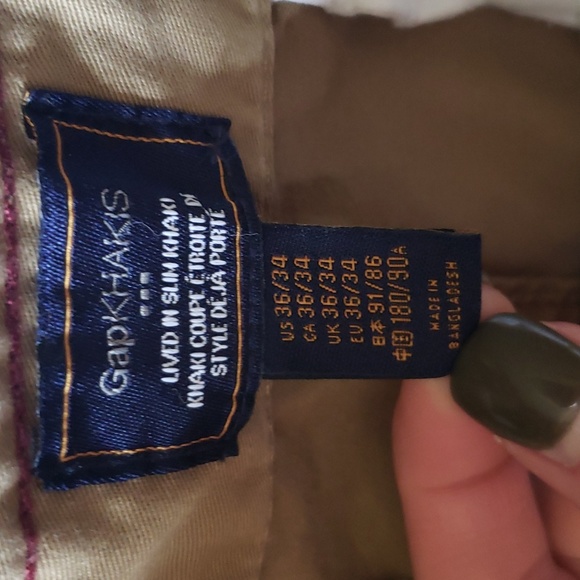 GapKHAKIS
LIVED IN SLIM KHAKI
KHAKI COUPE ÉTROITE DÍ
STYLE DÉJÀ PORTÉ
US 36/34
CA 36/34
UK 36/34
EU 36/34
日本 91/86
中国 180/90A
MADE IN
BANGLADESH